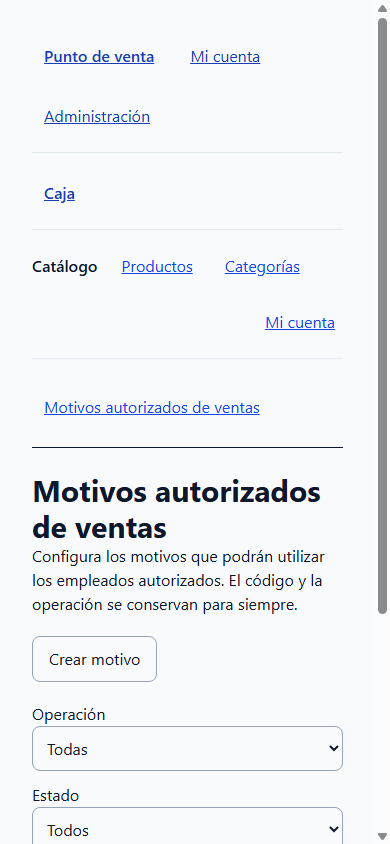 Punto de venta Mi cuenta
Administración
Caja
Catálogo Productos Categorías
Mi cuenta
Motivos autorizados de ventas
Motivos autorizados
de ventas
Configura los motivos que podrán utilizar
los empleados autorizados. El código y la
operación se conservan para siempre.
Crear motivo
Operación
Todas
Estado
Todos